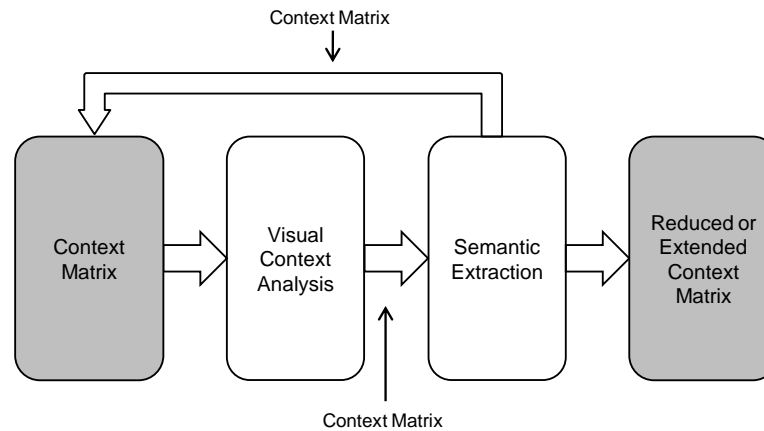 Context Matrix
Context
Matrix
Visual
Context
Analysis
Semantic
Extraction
Reduced or
Extended
Context
Matrix
Context Matrix